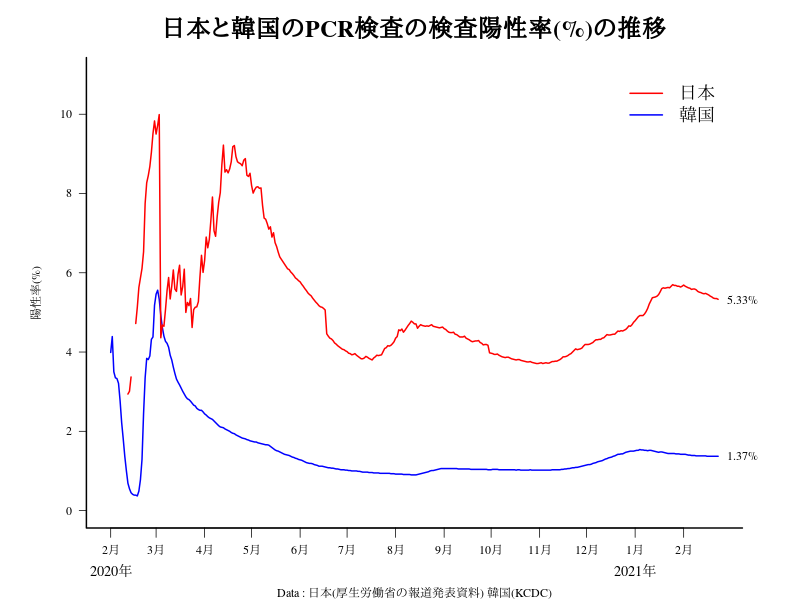 日本と韓国のPCR検査の検査陽性率(%)の推移
日本
韓国
陽性率(%)
10
8
6
4
2
0
5.33%
1.37%
2月 3月 4月 5月 6月 7月 8月 9月 10月 11月 12月 1月 2月
2020年 2021年
Data : 日本(厚生労働省の報道発表資料) 韓国(KCDC)